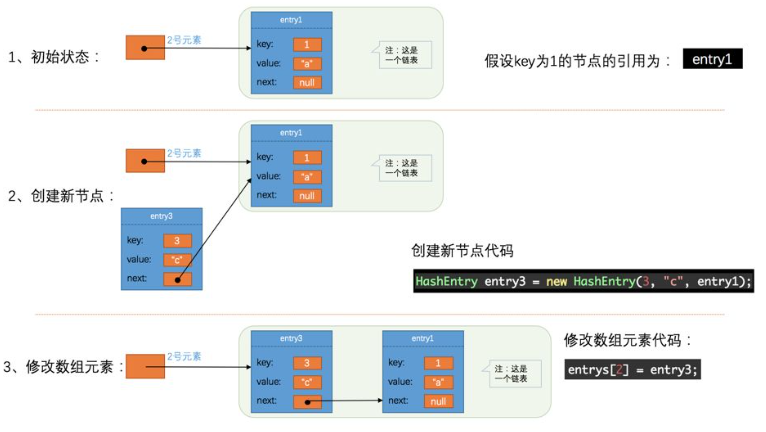 entry1
2号元素
1、初始状态：
key:
1
value:
"a"
next:
null
注：这是
一个链表
假设key为1的节点的引用为：
entry1
entry1
2号元素
key:
1
value:
"a"
next:
null
注：这是
一个链表
2、创建新节点：
entry3
key:
3
value:
"c"
next:
创建新节点代码
HashEntry entry3 = new HashEntry(3, "c", entry1);
3、修改数组元素：
2号元素
entry3
key:
3
value:
"c"
next:
entry1
key:
1
value:
"a"
next:
null
注：这是
一个链表
修改数组元素代码：
entrys[2] = entry3;